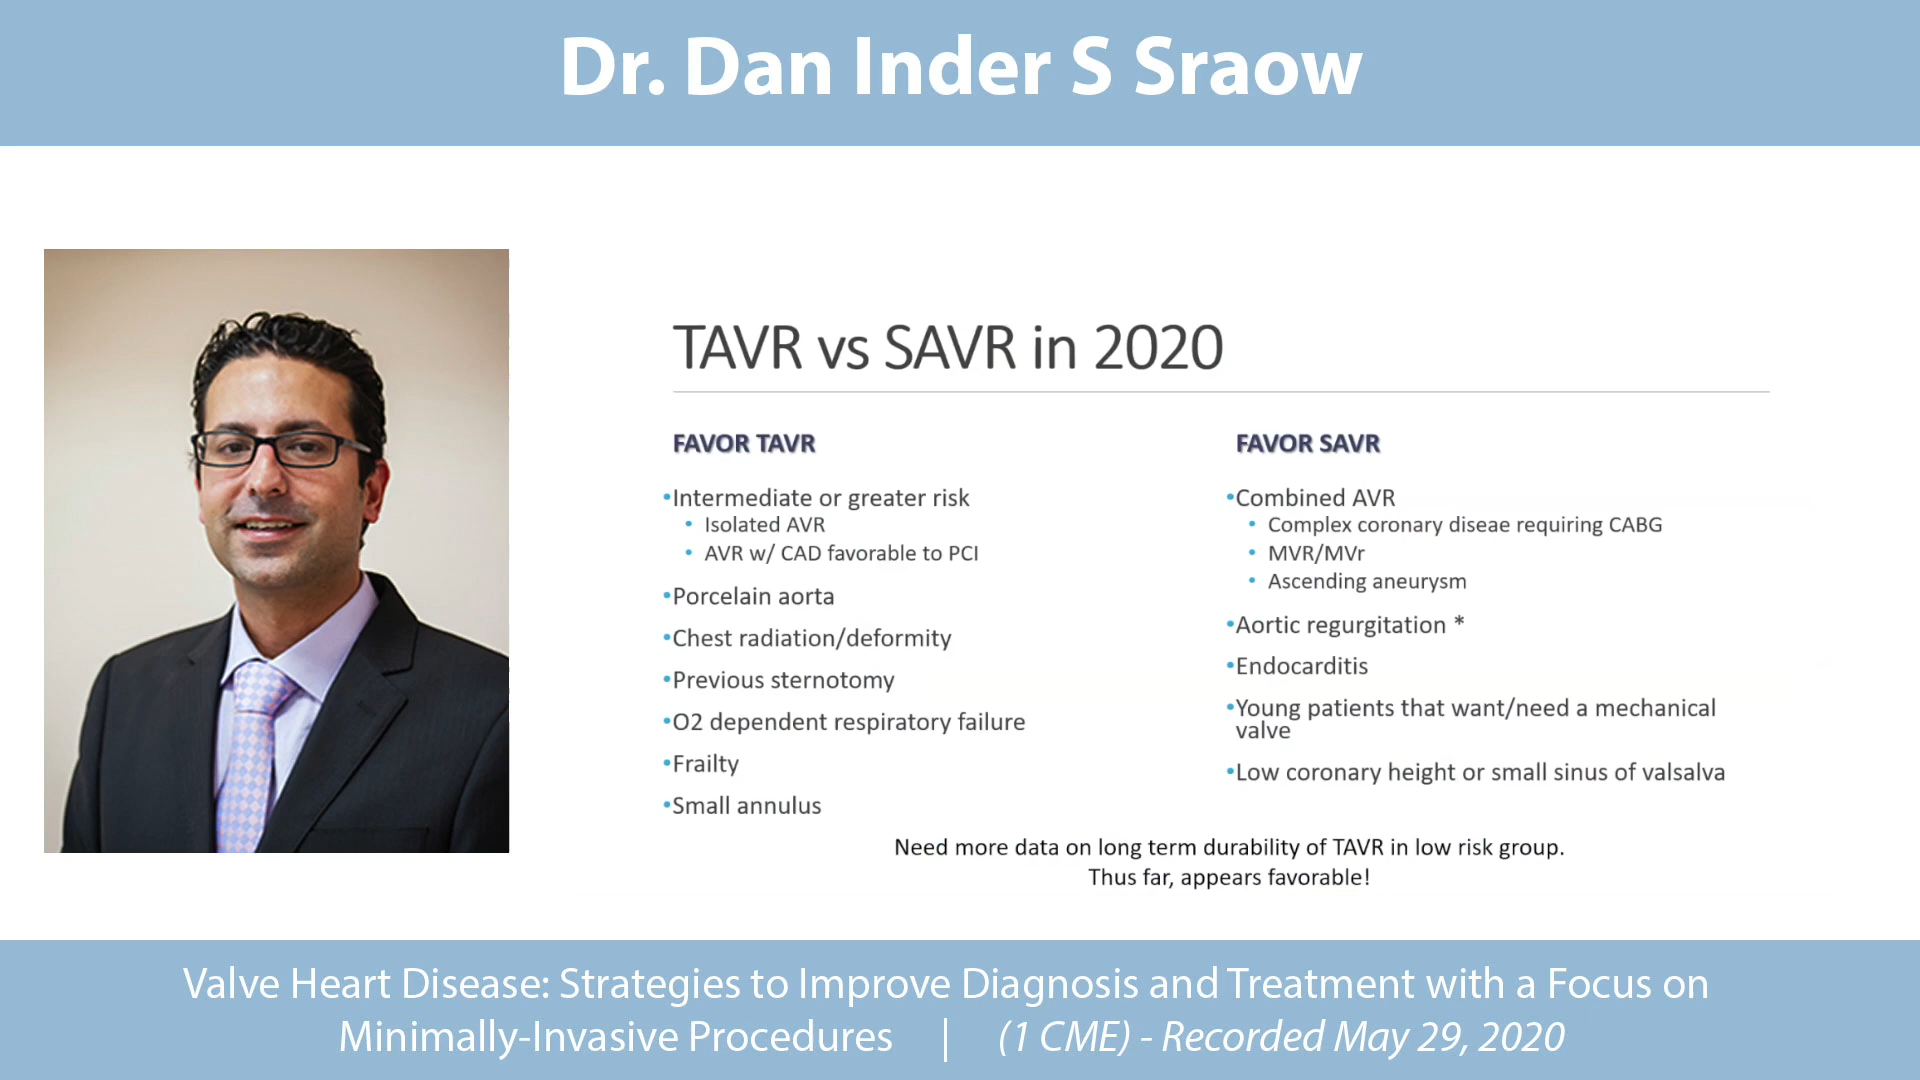 Dr. Dan Inder S Sraow
TAVR vs SAVR in 2020
FAVOR TAVR
•Intermediate or greater risk
• Isolated AVR
• AVR w/ CAD favorable to PCI
•Porcelain aorta
•Chest radiation/deformity
•Previous sternotomy
•O2 dependent respiratory failure
•Frailty
•Small annulus
FAVOR SAVR
•Combined AVR
• Complex coronary diseae requiring CABG
• MVR/MVr
• Ascending aneurysm
•Aortic regurgitation *
•Endocarditis
•Young patients that want/need a mechanical
valve
•Low coronary height or small sinus of valsalva
Need more data on long term durability of TAVR in low risk group.
Thus far, appears favorable!
Valve Heart Disease: Strategies to Improve Diagnosis and Treatment with a Focus on
Minimally-Invasive Procedures | (1 CME) - Recorded May 29, 2020